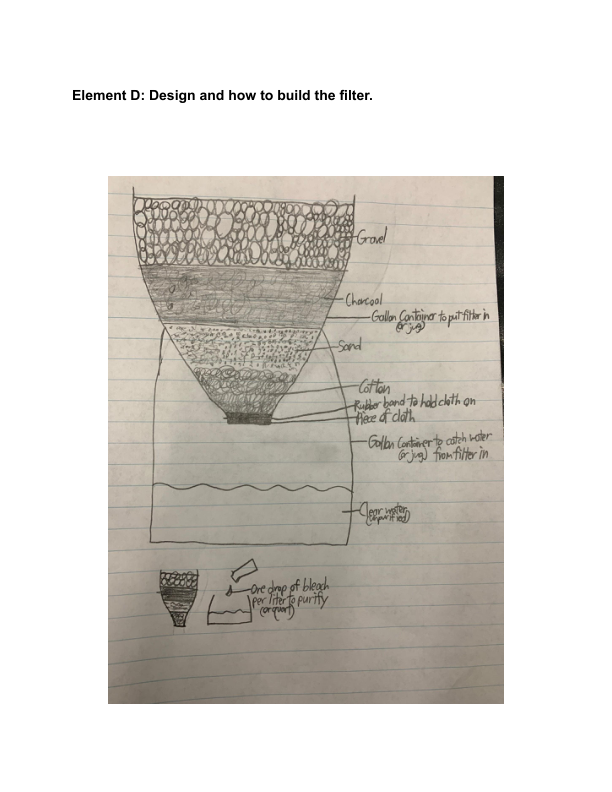 Element D: Design and how to build the filter.
Gravel
Charcoal
Gallon Container to put filter in
(or jug)
Sand
Cotton
Rubber band to hold cloth on
Piece of cloth
Gallon Container to catch water
(or jug) from filter in
Clear water
(unpurified)
One drop of bleach
per liter to purify
(or quart)